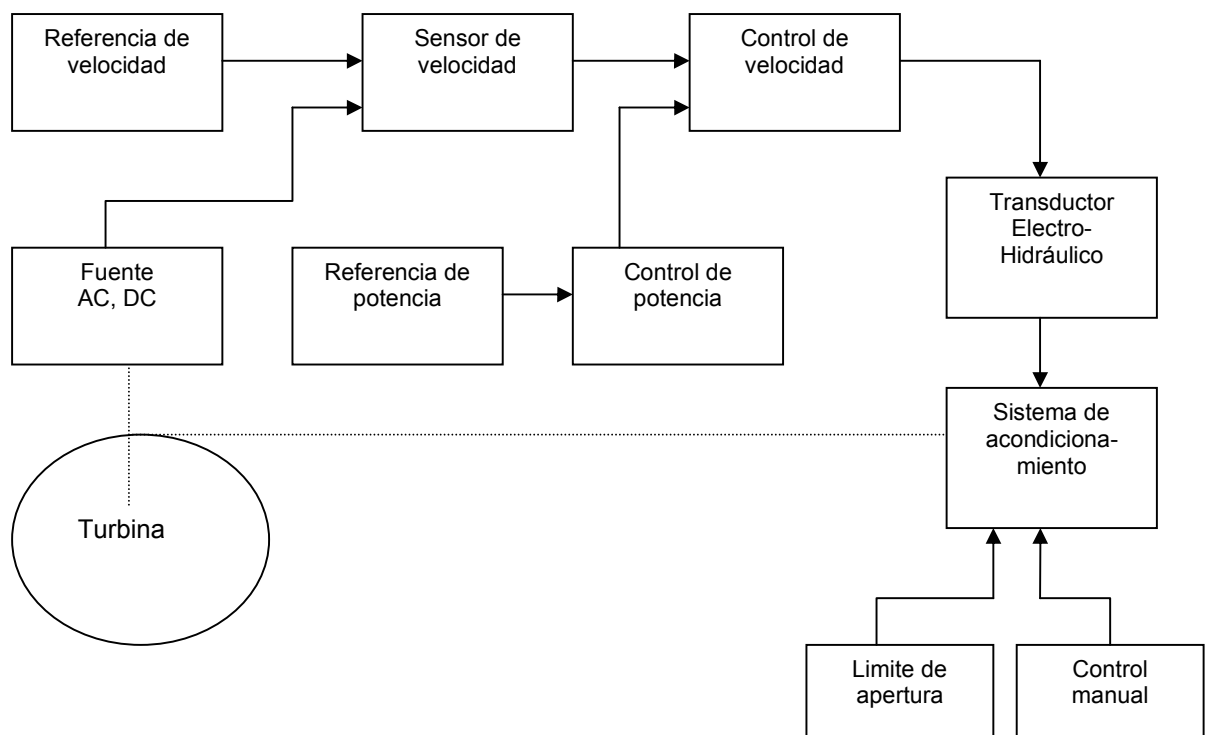 Referencia de
velocidad
Sensor de
velocidad
Control de
velocidad
Transductor
Electro-
Hidráulico
Fuente
AC, DC
Referencia de
potencia
Control de
potencia
Sistema de
acondiciona-
miento
Turbina
Limite de
apertura
Control
manual